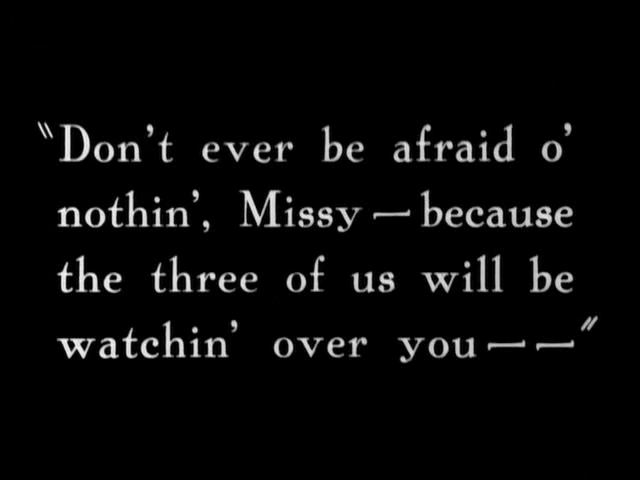 "Don't ever be afraid o'
nothin', Missy — because
the three of us will be
watchin' over you — —"